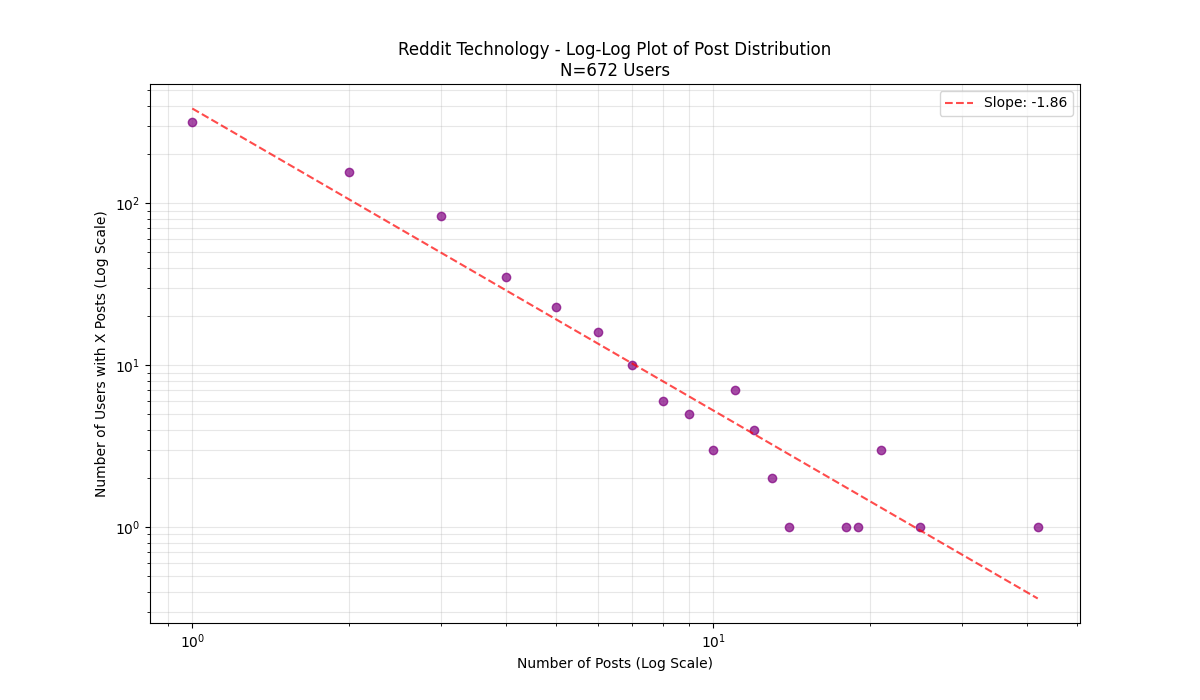 Reddit Technology - Log-Log Plot of Post Distribution
N=672 Users
Slope: -1.86
Number of Users with X Posts (Log Scale)
10²
10¹
10⁰
10⁰ 10¹
Number of Posts (Log Scale)